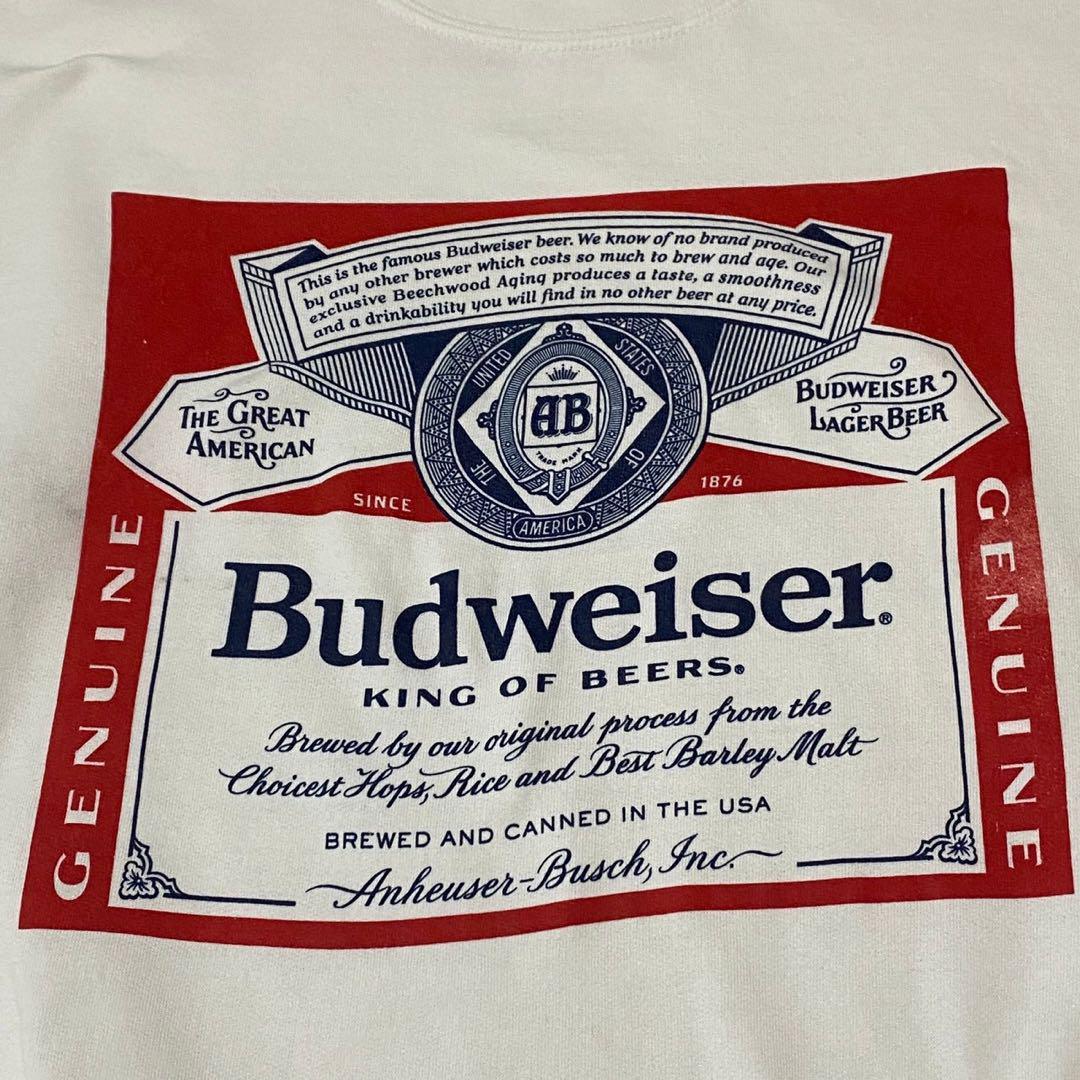 This is the famous Budweiser beer. We know of no brand produced
by any other brewer which costs so much to brew and age. Our
exclusive Beechwood Aging produces a taste, a smoothness
and a drinkability you will find in no other beer at any price.
THE GREAT
AMERICAN
THE UNITED STATES OF AMERICA
AB
TRADE MARK
BUDWEISER
LAGER BEER
SINCE 1876
GENUINE
GENUINE
Budweiser®
KING OF BEERS®
Brewed by our original process from the
Choicest Hops, Rice and Best Barley Malt
BREWED AND CANNED IN THE USA
Anheuser-Busch, Inc.